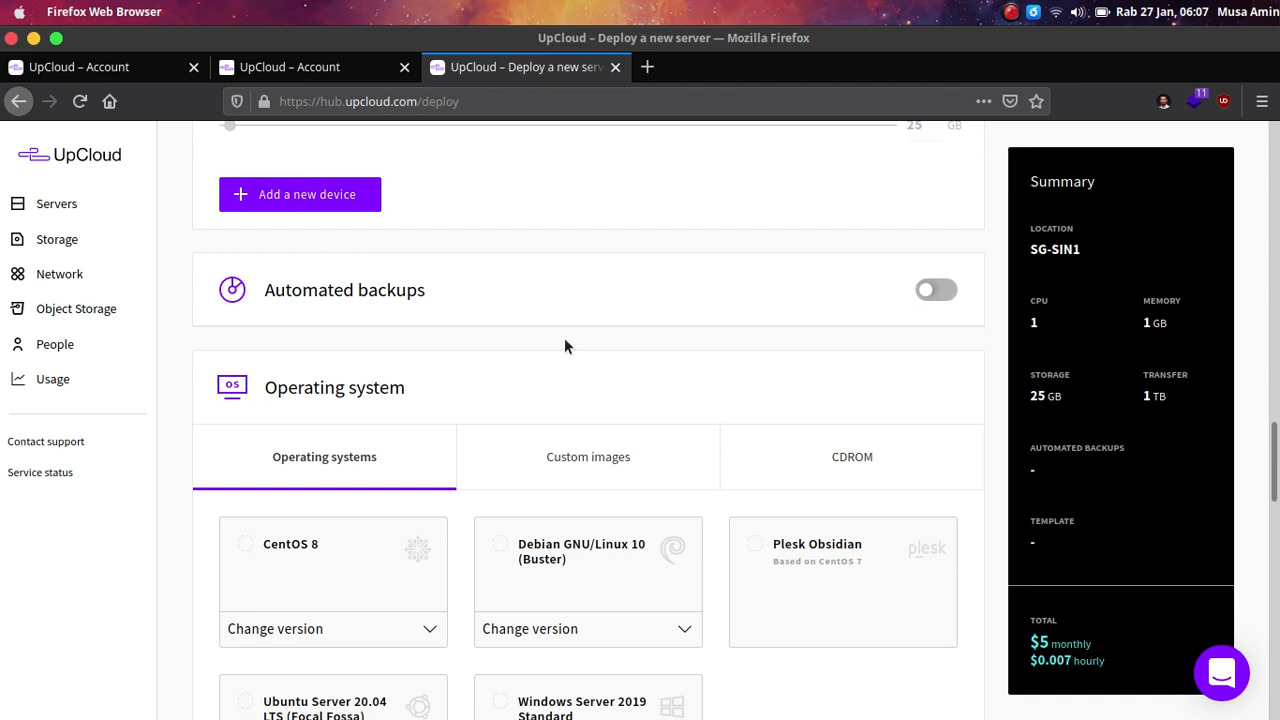 Firefox Web Browser
Rab 27 Jan, 06:07
Musa Amin
UpCloud – Deploy a new server — Mozilla Firefox
UpCloud – Account
UpCloud – Account
UpCloud – Deploy a new serv
https://hub.upcloud.com/deploy
11
UpCloud
Servers
Storage
Network
Object Storage
People
Usage
Contact support
Service status
25 GB
Add a new device
Automated backups
OS
Operating system
Operating systems
Custom images
CDROM
CentOS 8
Change version
Debian GNU/Linux 10
(Buster)
Change version
Plesk Obsidian
Based on CentOS 7
plesk
Ubuntu Server 20.04
LTS (Focal Fossa)
Windows Server 2019
Standard
Summary
LOCATION
SG-SIN1
CPU
1
MEMORY
1 GB
STORAGE
25 GB
TRANSFER
1 TB
AUTOMATED BACKUPS
-
TEMPLATE
-
TOTAL
$5 monthly
$0.007 hourly